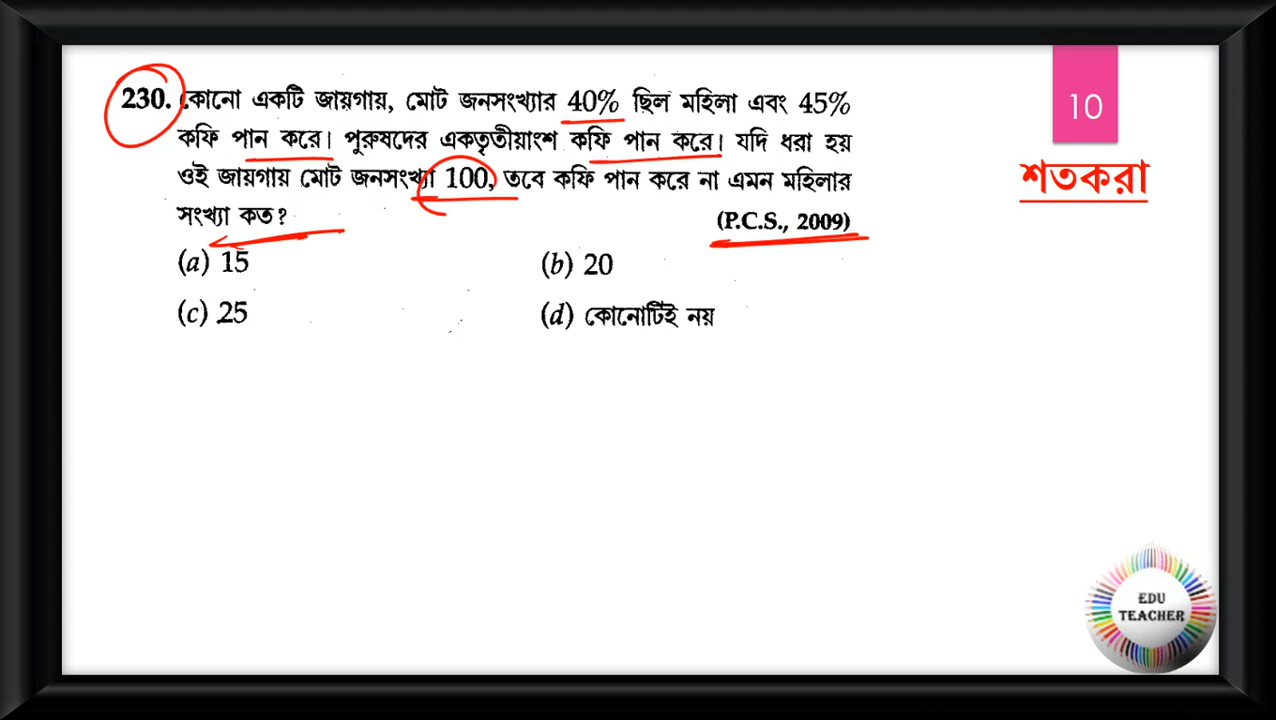 230. কোনো একটি জায়গায়, মোট জনসংখ্যার 40% ছিল মহিলা এবং 45%
কফি পান করে। পুরুষদের একতৃতীয়াংশ কফি পান করে। যদি ধরা হয়
ওই জায়গায় মোট জনসংখ্যা 100, তবে কফি পান করে না এমন মহিলার
সংখ্যা কত?
(P.C.S., 2009)
(a) 15
(b) 20
(c) 25
(d) কোনোটিই নয়
10
শতকরা
EDU
TEACHER